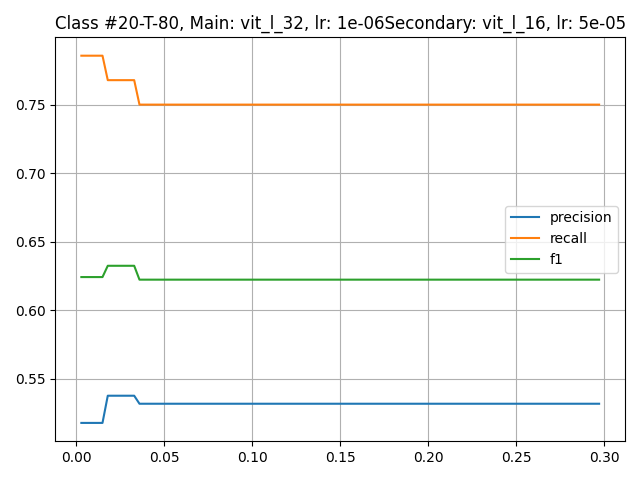 Class #20-T-80, Main: vit_l_32, lr: 1e-06Secondary: vit_l_16, lr: 5e-05
0.75
0.70
0.65
0.60
0.55
precision
recall
f1
0.00 0.05 0.10 0.15 0.20 0.25 0.30